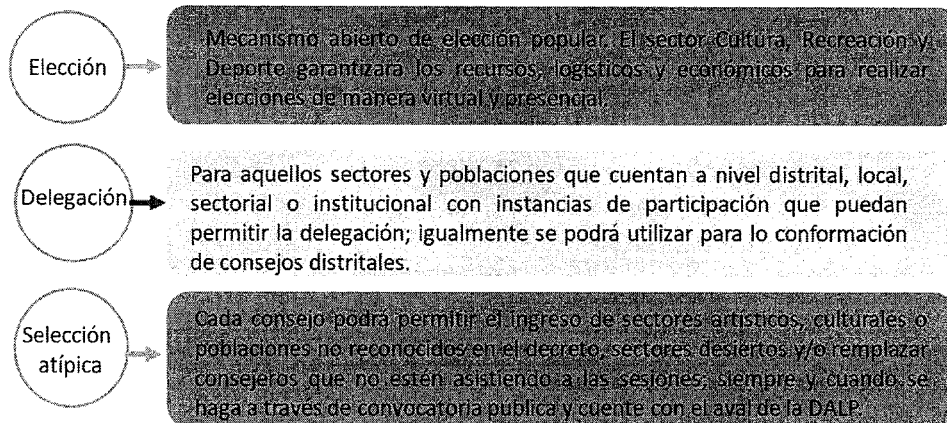 Elección
Mecanismo abierto de elección popular. El sector Cultura, Recreación y
Deporte garantizará los recursos, logísticos y económicos para realizar
elecciones de manera virtual y presencial.
Delegación
Para aquellos sectores y poblaciones que cuentan a nivel distrital, local,
sectorial o institucional con instancias de participación que puedan
permitir la delegación; igualmente se podrá utilizar para lo conformación
de consejos distritales.
Selección
atípica
Cada consejo podrá permitir el ingreso de sectores artísticos, culturales o
poblaciones no reconocidos en el decreto, sectores desiertos y/o remplazar
consejeros que no estén asistiendo a las sesiones; siempre y cuando se
haga a través de convocatoria publica y cuente con el aval de la DALP.